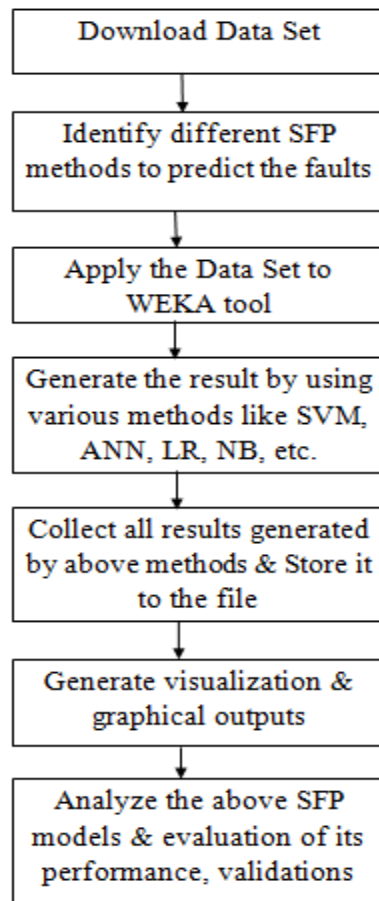 Download Data Set
Identify different SFP
methods to predict the faults
Apply the Data Set to
WEKA tool
Generate the result by using
various methods like SVM,
ANN, LR, NB, etc.
Collect all results generated
by above methods & Store it
to the file
Generate visualization &
graphical outputs
Analyze the above SFP
models & evaluation of its
performance, validations